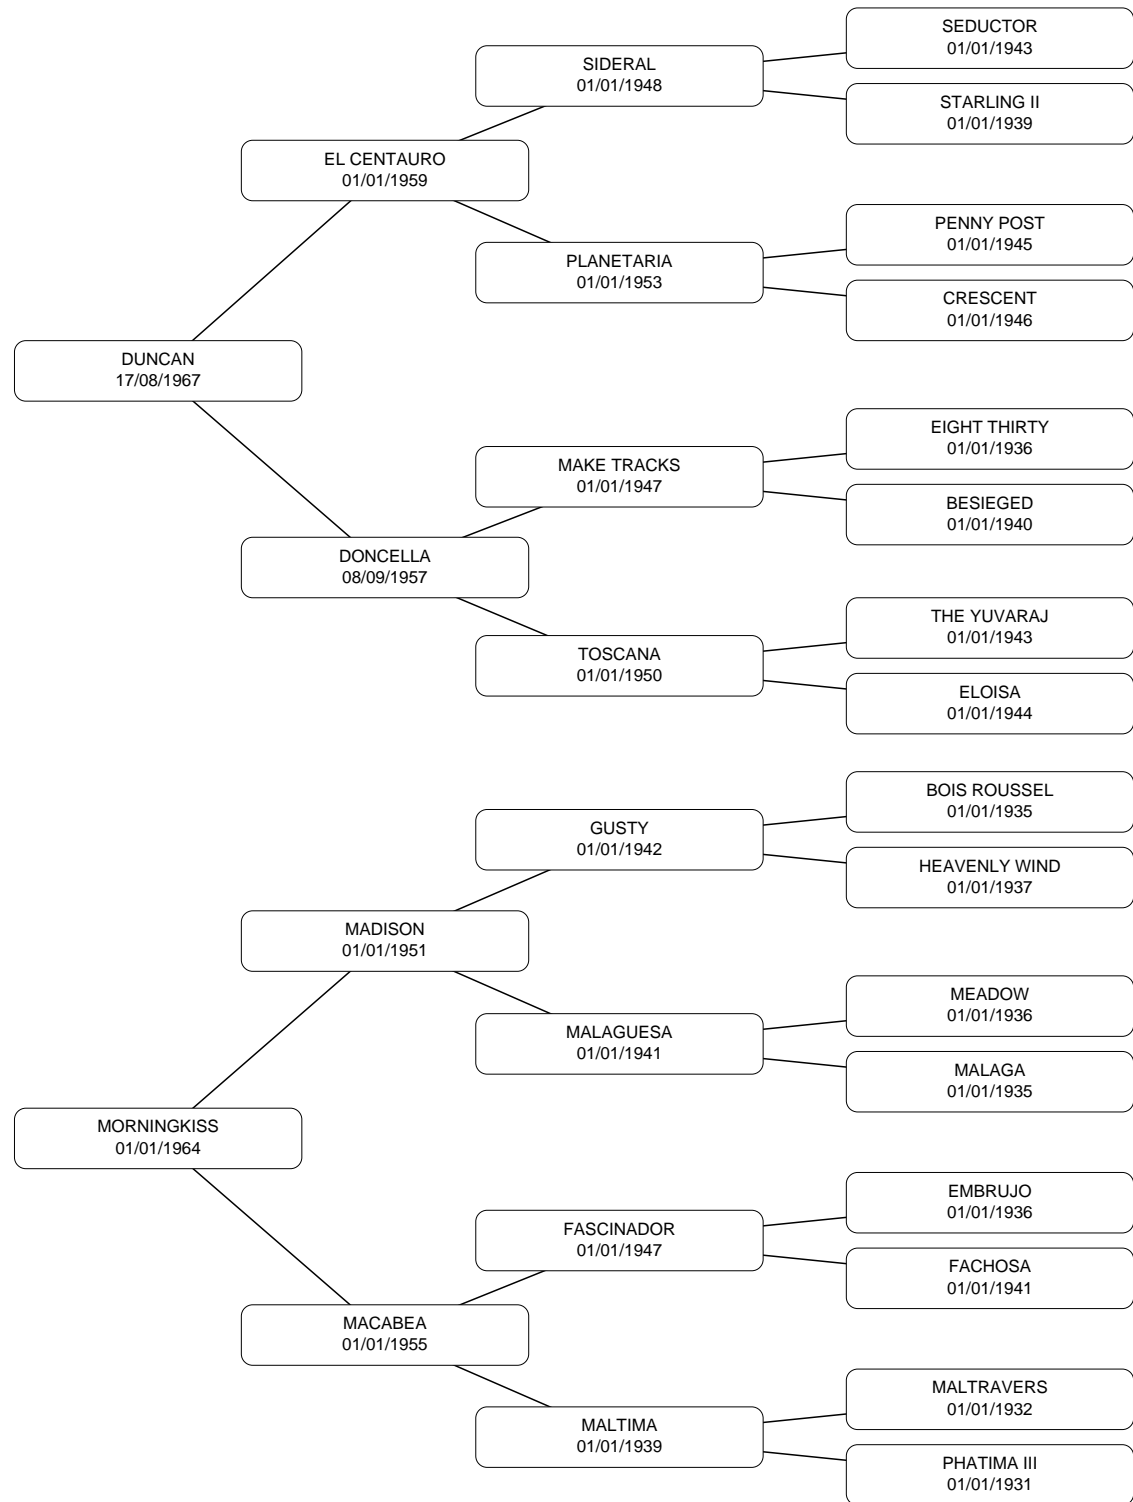 SEDUCTOR
01/01/1943
SIDERAL
01/01/1948
STARLING II
01/01/1939
EL CENTAURO
01/01/1959
PENNY POST
01/01/1945
PLANETARIA
01/01/1953
CRESCENT
01/01/1946
DUNCAN
17/08/1967
EIGHT THIRTY
01/01/1936
MAKE TRACKS
01/01/1947
BESIEGED
01/01/1940
DONCELLA
08/09/1957
THE YUVARAJ
01/01/1943
TOSCANA
01/01/1950
ELOISA
01/01/1944
BOIS ROUSSEL
01/01/1935
GUSTY
01/01/1942
HEAVENLY WIND
01/01/1937
MADISON
01/01/1951
MEADOW
01/01/1936
MALAGUESA
01/01/1941
MALAGA
01/01/1935
MORNINGKISS
01/01/1964
EMBRUJO
01/01/1936
FASCINADOR
01/01/1947
FACHOSA
01/01/1941
MACABEA
01/01/1955
MALTRAVERS
01/01/1932
MALTIMA
01/01/1939
PHATIMA III
01/01/1931